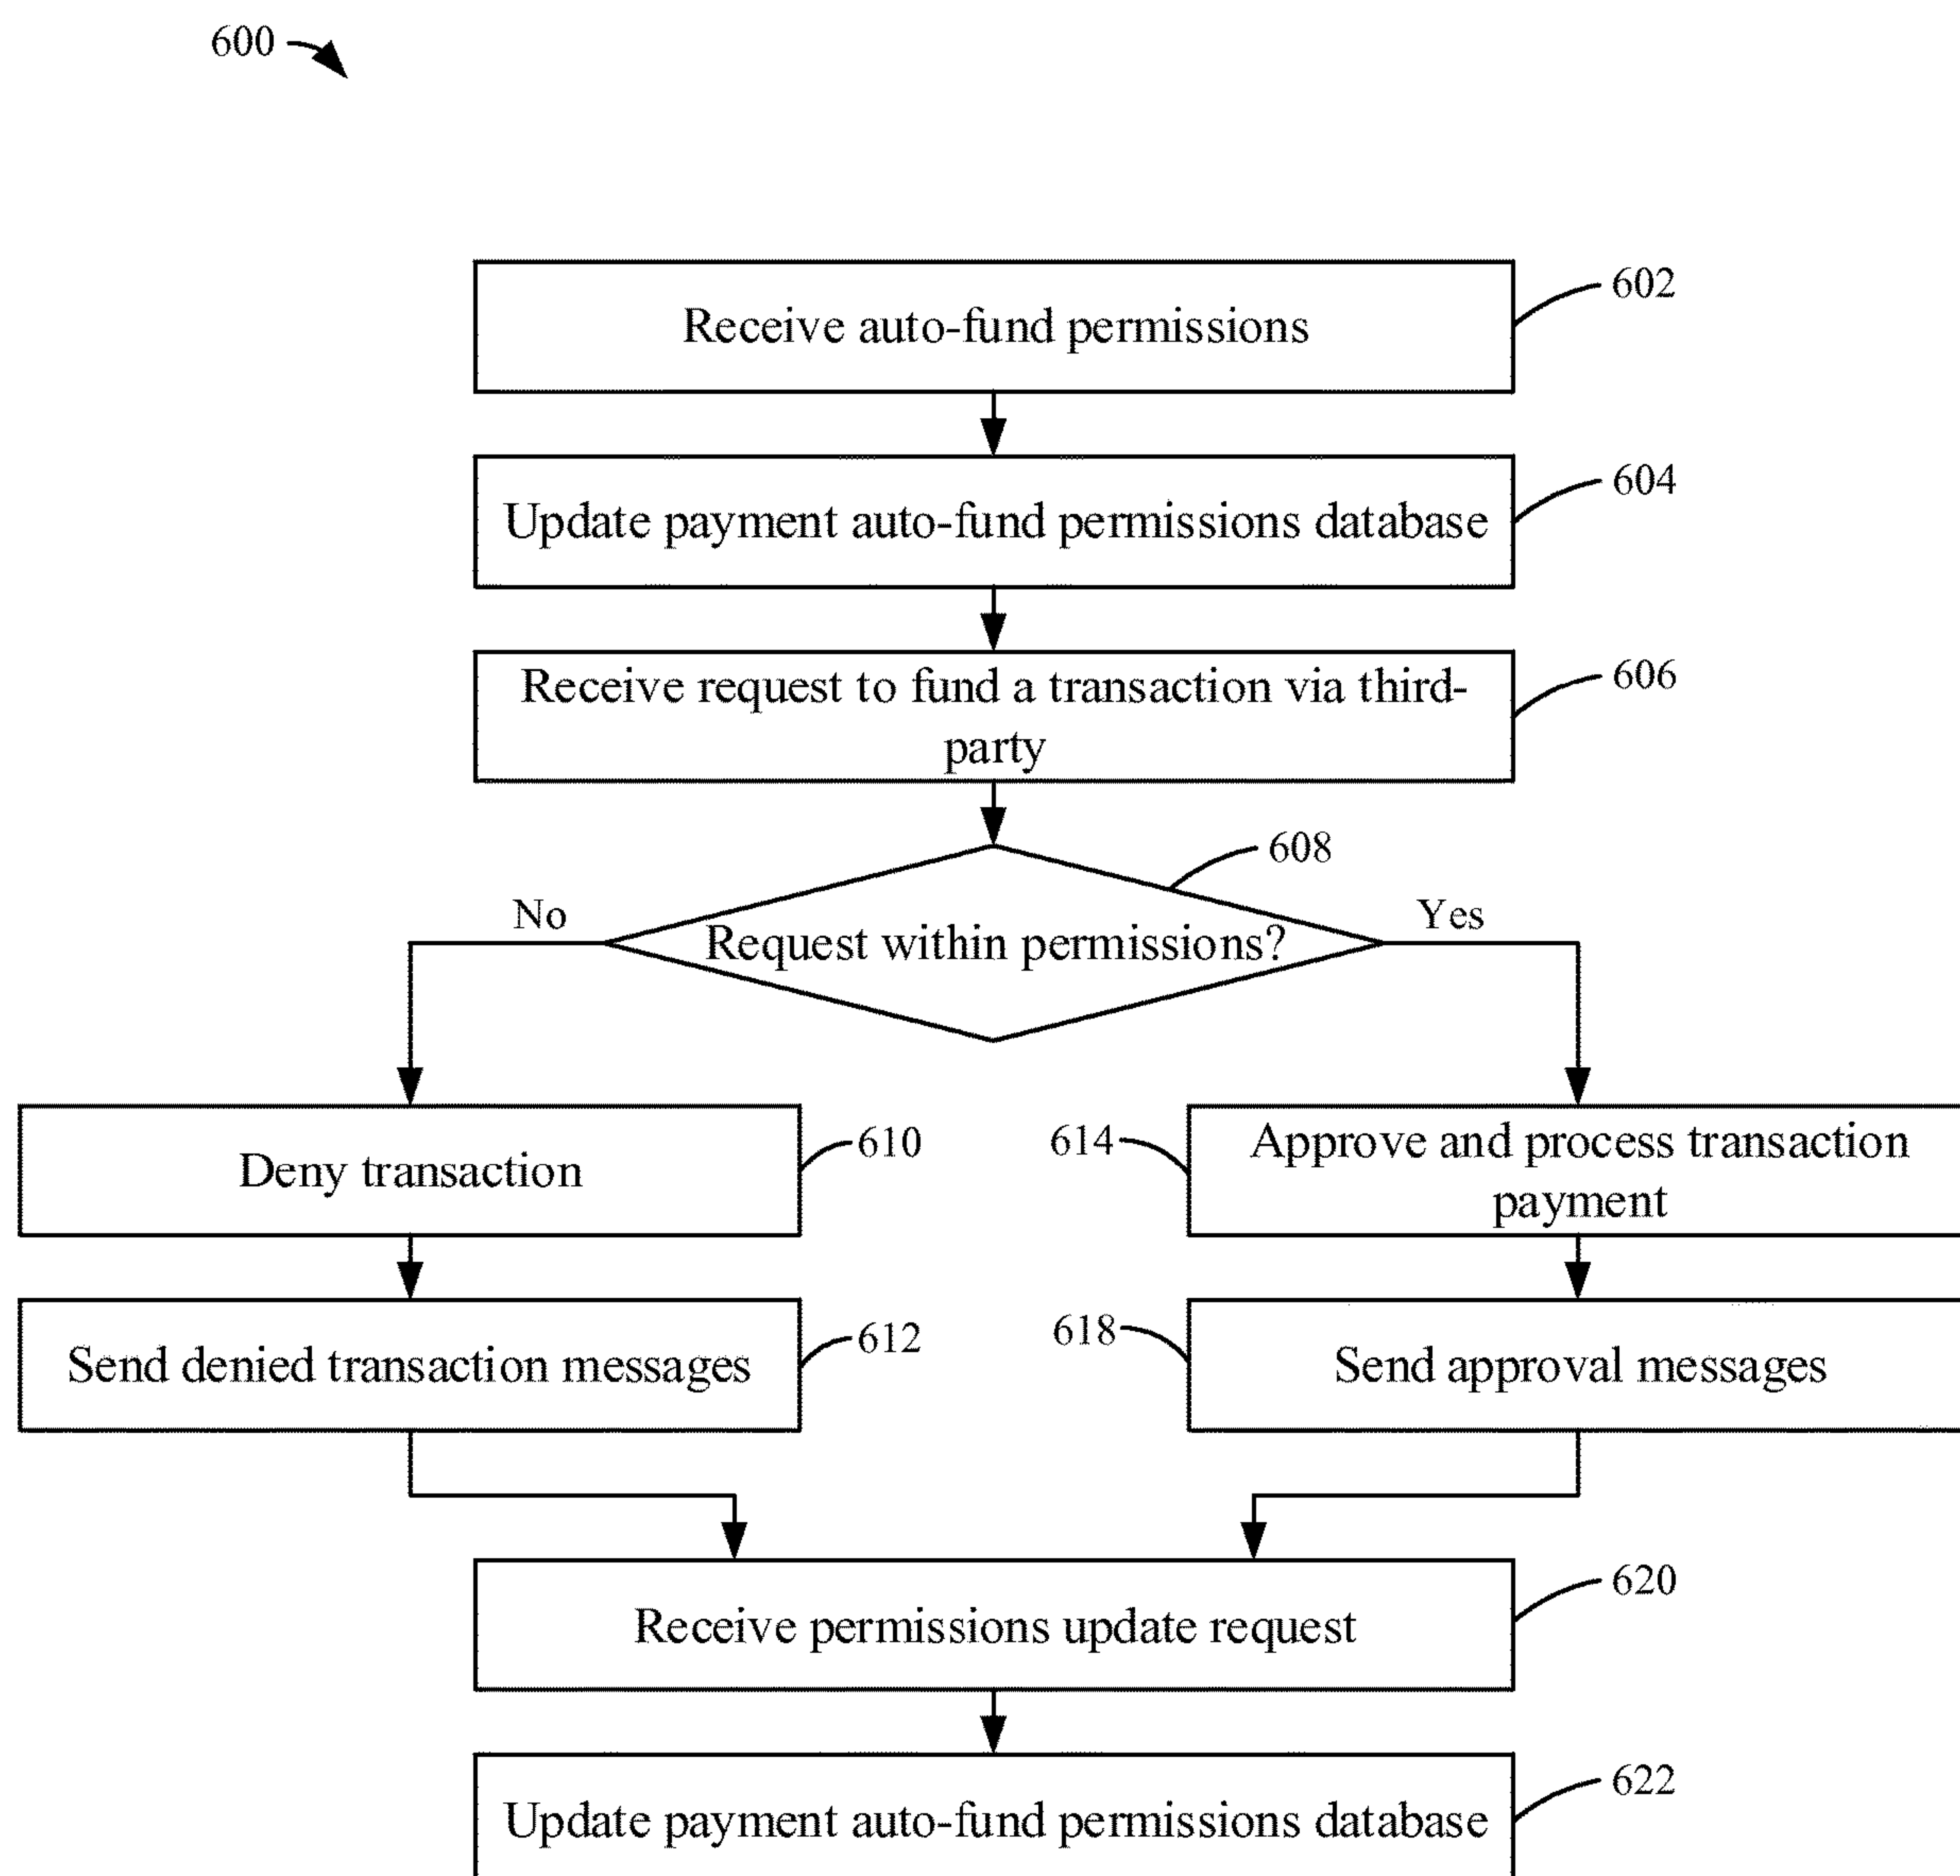 600
Receive auto-fund permissions
602
Update payment auto-fund permissions database
604
Receive request to fund a transaction via third-
party
606
608
Request within permissions?
No
Yes
Deny transaction
610
614
Approve and process transaction
payment
Send denied transaction messages
612
618
Send approval messages
Receive permissions update request
620
Update payment auto-fund permissions database
622